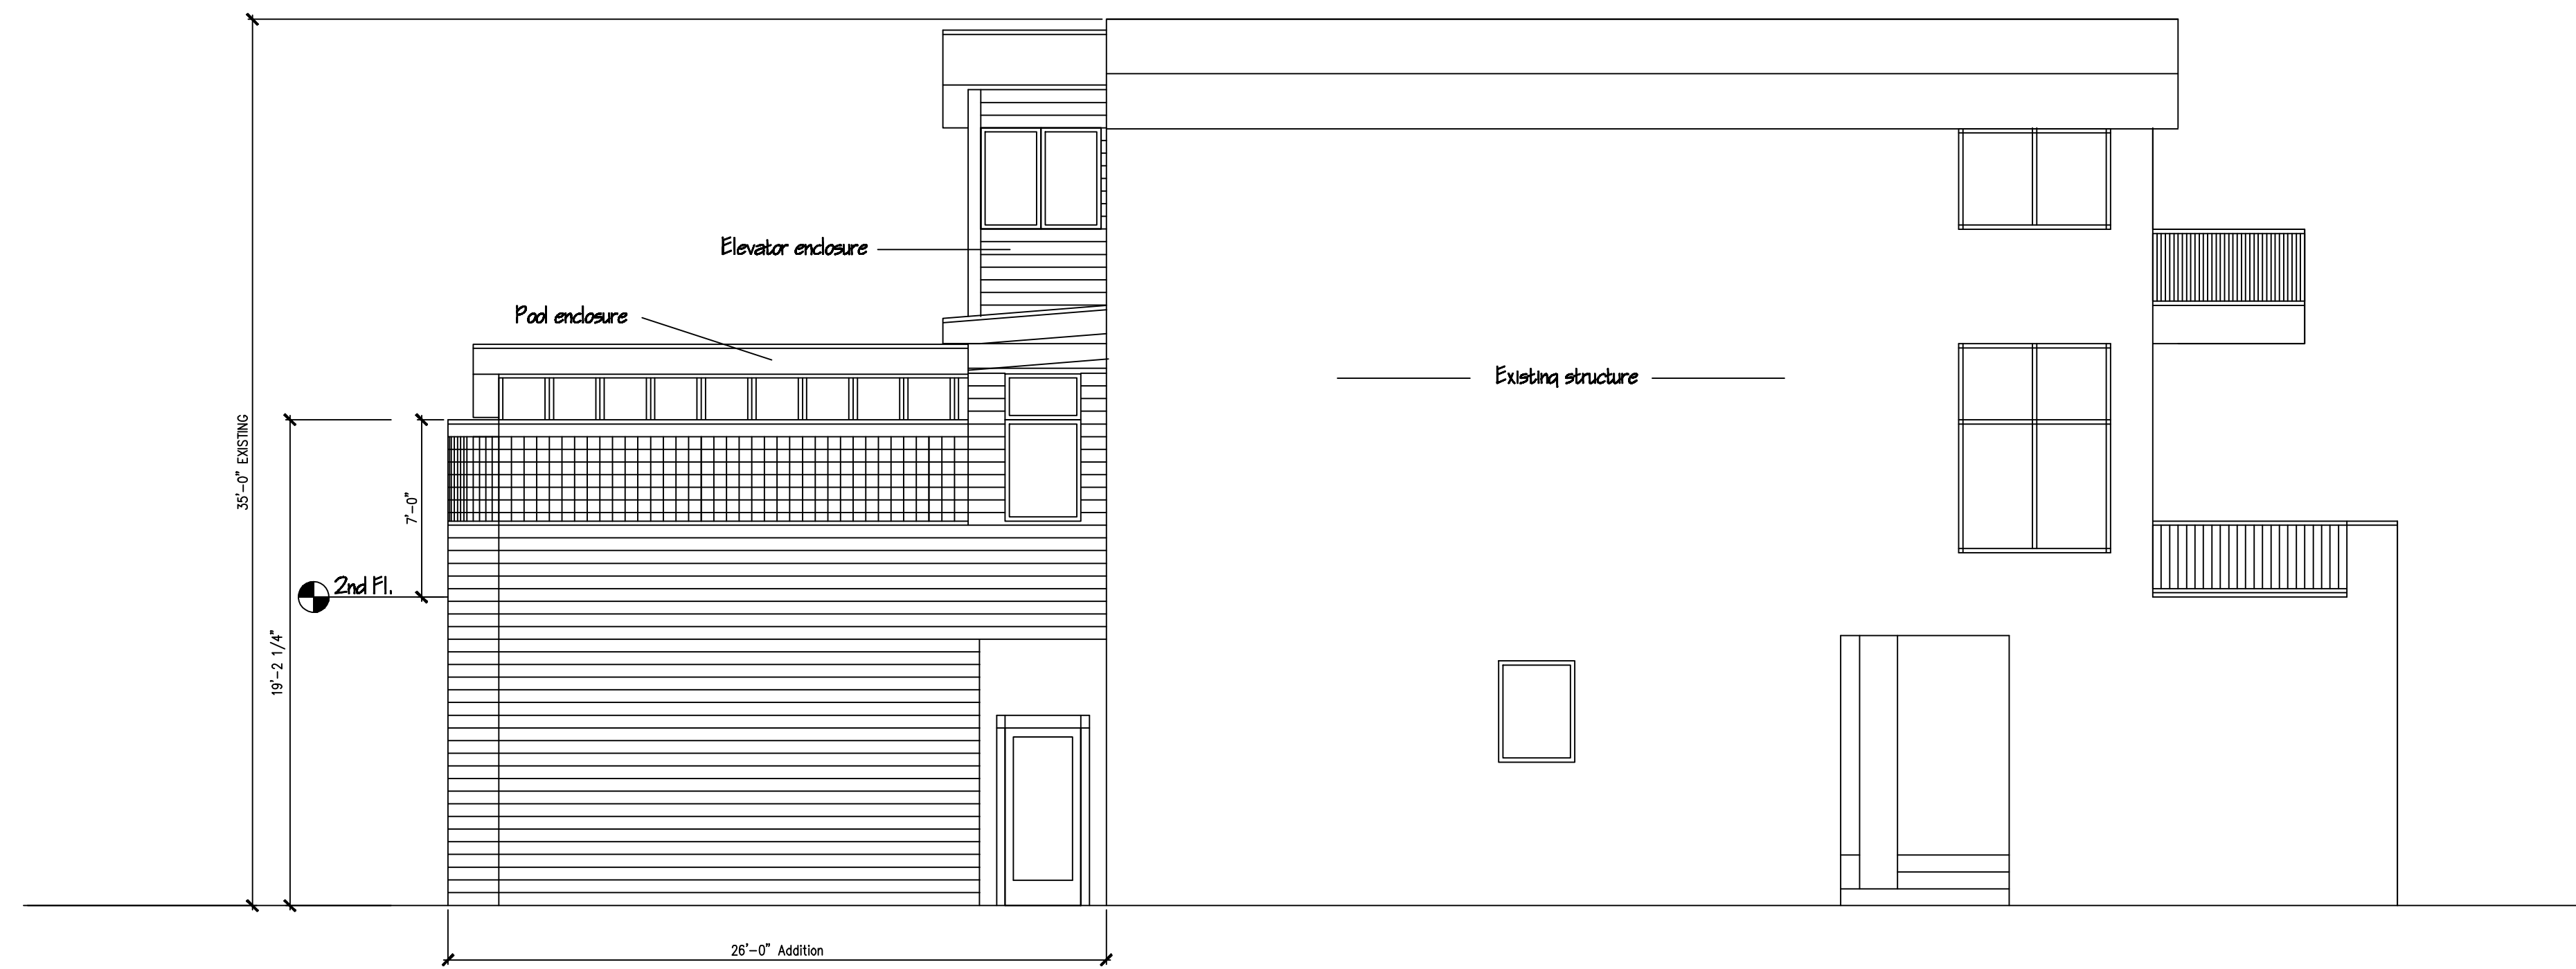 Elevator enclosure
Pool enclosure
Existing structure
35'-0" EXISTING
7'-0"
2nd Fl.
19'-2 1/4"
26'-0" Addition